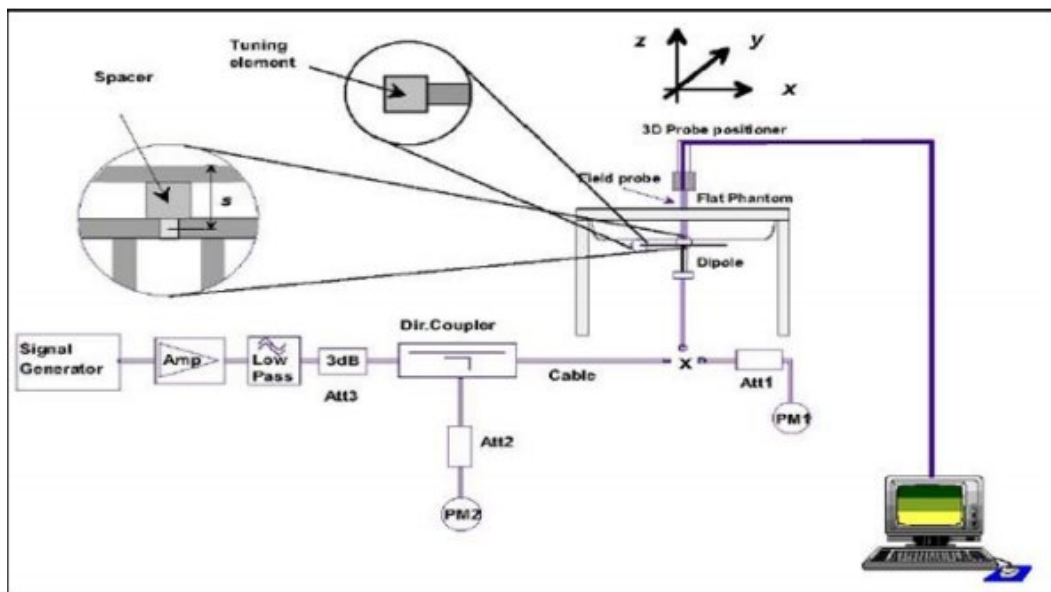 Tuning
element
Spacer
s
z
y
x
3D Probe positioner
Field probe
Flat Phantom
Dipole
Signal
Generator
Amp
Low
Pass
3dB
Att3
Dir.Coupler
Cable
x
Att1
PM1
Att2
PM2